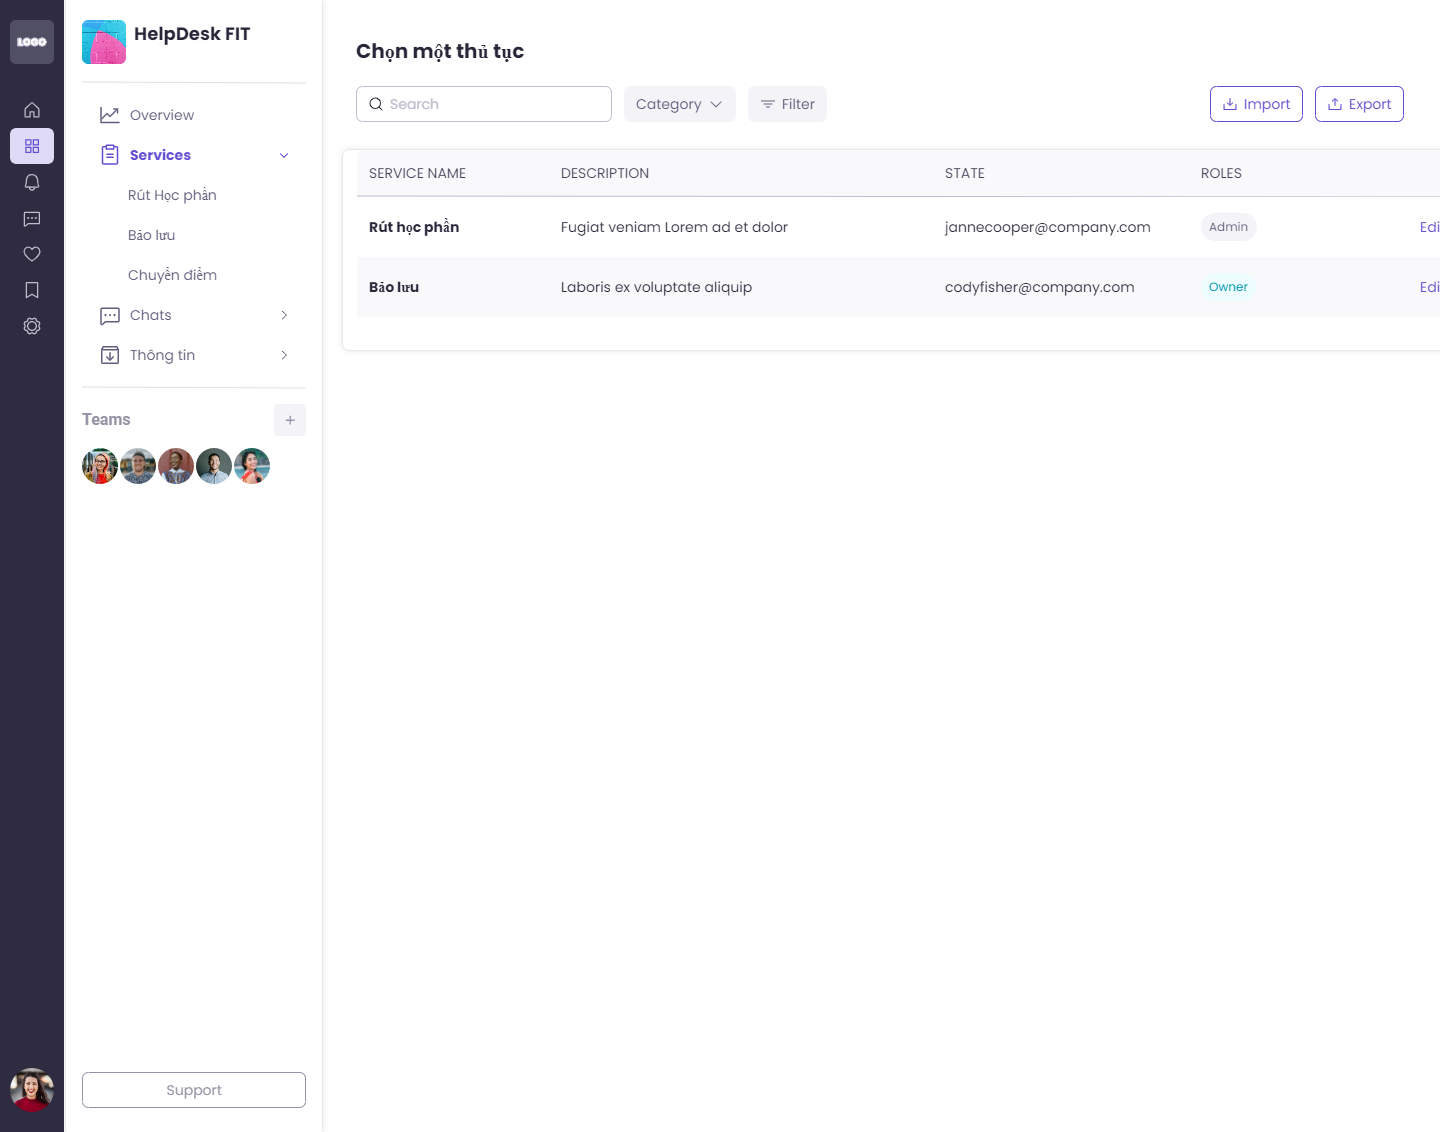 LOGO
HelpDesk FIT
Overview
Services
Rút Học phần
Bảo lưu
Chuyển điểm
Chats
Thông tin
Teams
Support
Chọn một thủ tục
Search
Category
Filter
Import
Export
SERVICE NAME DESCRIPTION STATE ROLES
Rút học phần Fugiat veniam Lorem ad et dolor jannecooper@company.com Admin Edi
Bảo lưu Laboris ex voluptate aliquip codyfisher@company.com Owner Edi